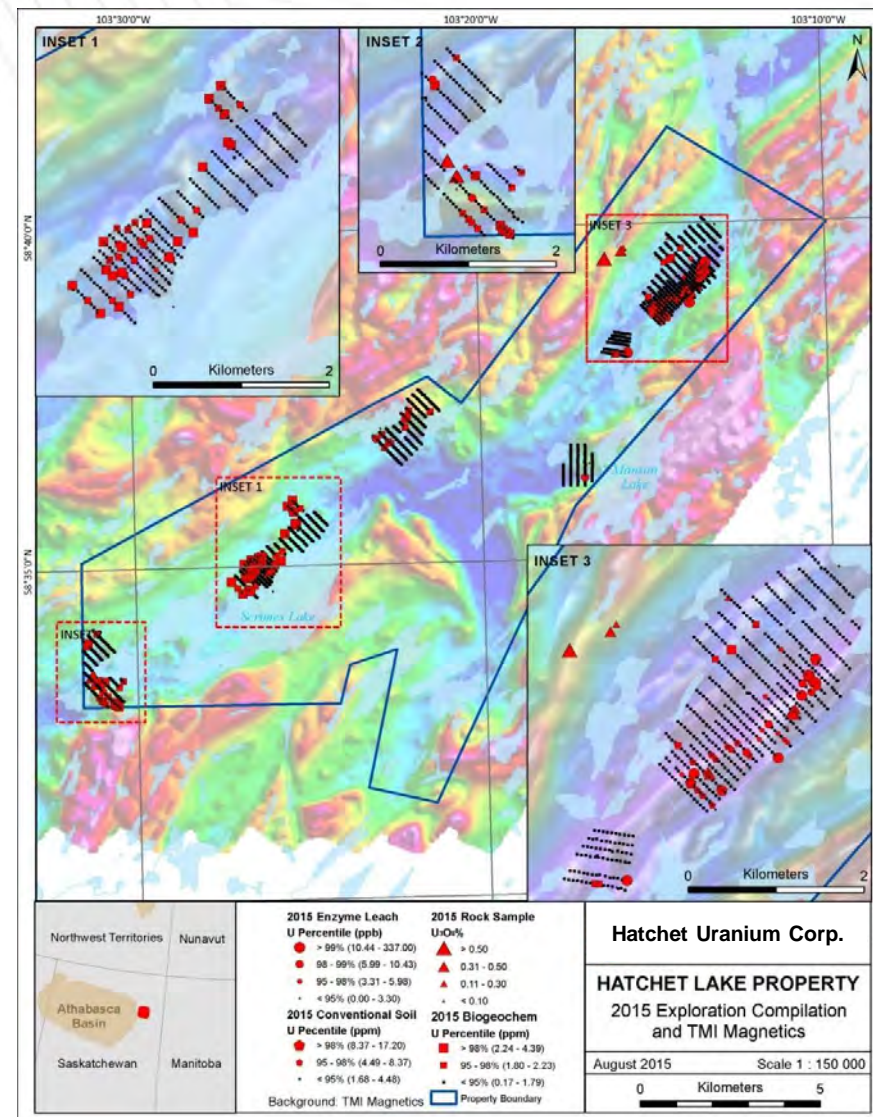 103°30'0"W
103°20'0"W
103°10'0"W
INSET 1
INSET 2
N
58°40'0"N
INSET 3
Kilometers
0 2
Kilometers
0 2
INSET 1
Manson
Lake
58°35'0"N
Scrimes Lake
INSET
INSET 3
Kilometers
0 2
Northwest Territories
Nunavut
Athabasca
Basin
Saskatchewan
Manitoba
2015 Enzyme Leach
U Percentile (ppb)
> 99% (10.44 - 337.00)
98 - 99% (5.99 - 10.43)
95 - 98% (3.31 - 5.98)
< 95% (0.00 - 3.30)
2015 Conventional Soil
U Pecentile (ppm)
> 98% (8.37 - 17.20)
95 - 98% (4.49 - 8.37)
< 95% (1.68 - 4.48)
2015 Rock Sample
U₃O₈%
> 0.50
0.31 - 0.50
0.11 - 0.30
< 0.10
2015 Biogeochem
U Percentile (ppm)
> 98% (2.24 - 4.39)
95 - 98% (1.80 - 2.23)
< 95% (0.17 - 1.79)
Property Boundary
Background: TMI Magnetics
Hatchet Uranium Corp.
HATCHET LAKE PROPERTY
2015 Exploration Compilation
and TMI Magnetics
August 2015
Scale 1 : 150 000
Kilometers
0 5